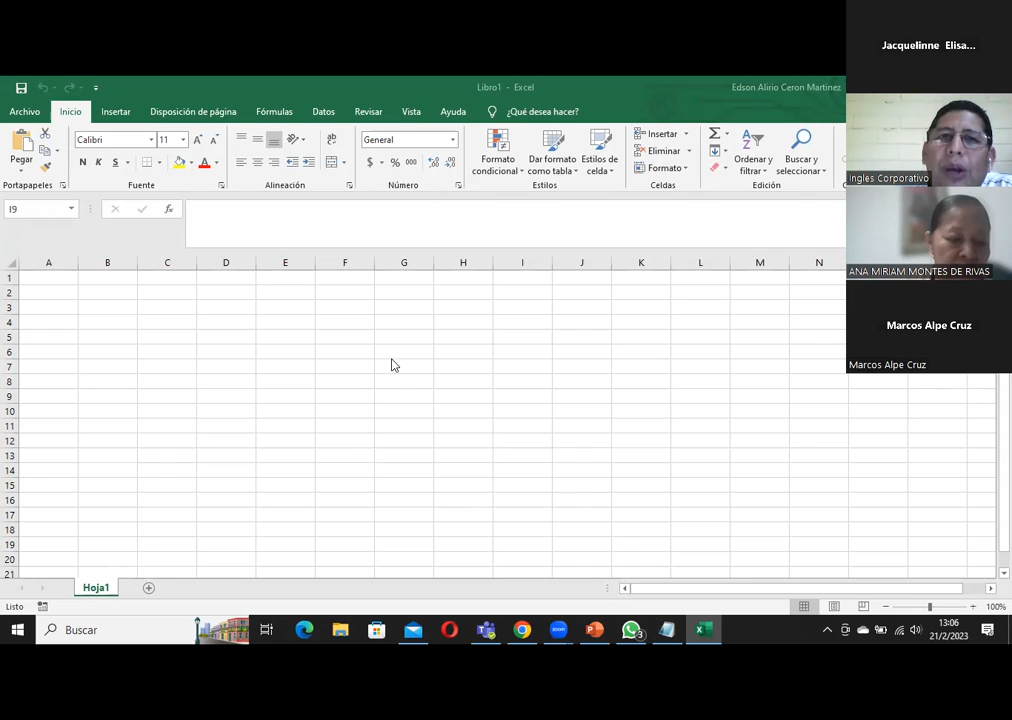 Libro1 - Excel
Edson Alirio Ceron Martinez
Archivo Inicio Insertar Disposición de página Fórmulas Datos Revisar Vista Ayuda ¿Qué desea hacer?
Pegar
Calibri 11
N K S
General
$ % 000
Formato condicional
Dar formato como tabla
Estilos de celda
Insertar
Eliminar
Formato
Ordenar y filtrar
Buscar y seleccionar
Portapapeles Fuente Alineación Número Estilos Celdas Edición
I9
fx
A B C D E F G H I J K L M N
1
2
3
4
5
6
7
8
9
10
11
12
13
14
15
16
17
18
19
20
21
Hoja1
Listo
100%
Buscar
zoom
3
13:06
21/2/2023
Jacquelinne Elisa...
Ingles Corporativo
ANA MIRIAM MONTES DE RIVAS
Marcos Alpe Cruz
Marcos Alpe Cruz